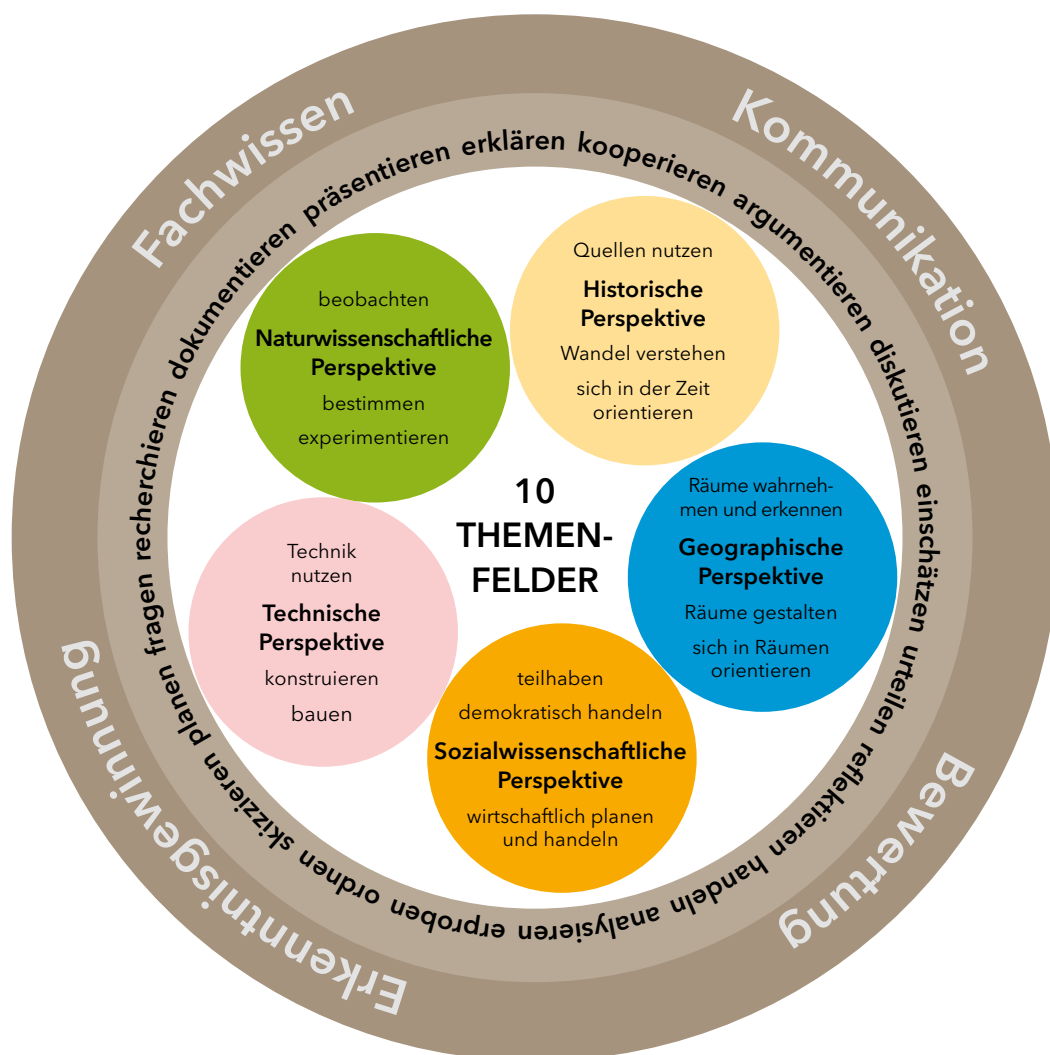 Fachwissen
Kommunikation
Bewertung
Erkenntnisgewinnung
planen fragen recherchieren dokumentieren präsentieren erklären kooperieren argumentieren diskutieren einschätzen urteilen reflektieren handeln analysieren erproben ordnen skizzieren
beobachten
Naturwissenschaftliche
Perspektive
bestimmen
experimentieren
Quellen nutzen
Historische
Perspektive
Wandel verstehen
sich in der Zeit
orientieren
10
THEMEN-
FELDER
Räume wahrneh-
men und erkennen
Geographische
Perspektive
Räume gestalten
sich in Räumen
orientieren
Technik
nutzen
Technische
Perspektive
konstruieren
bauen
teilhaben
demokratisch handeln
Sozialwissenschaftliche
Perspektive
wirtschaftlich planen
und handeln